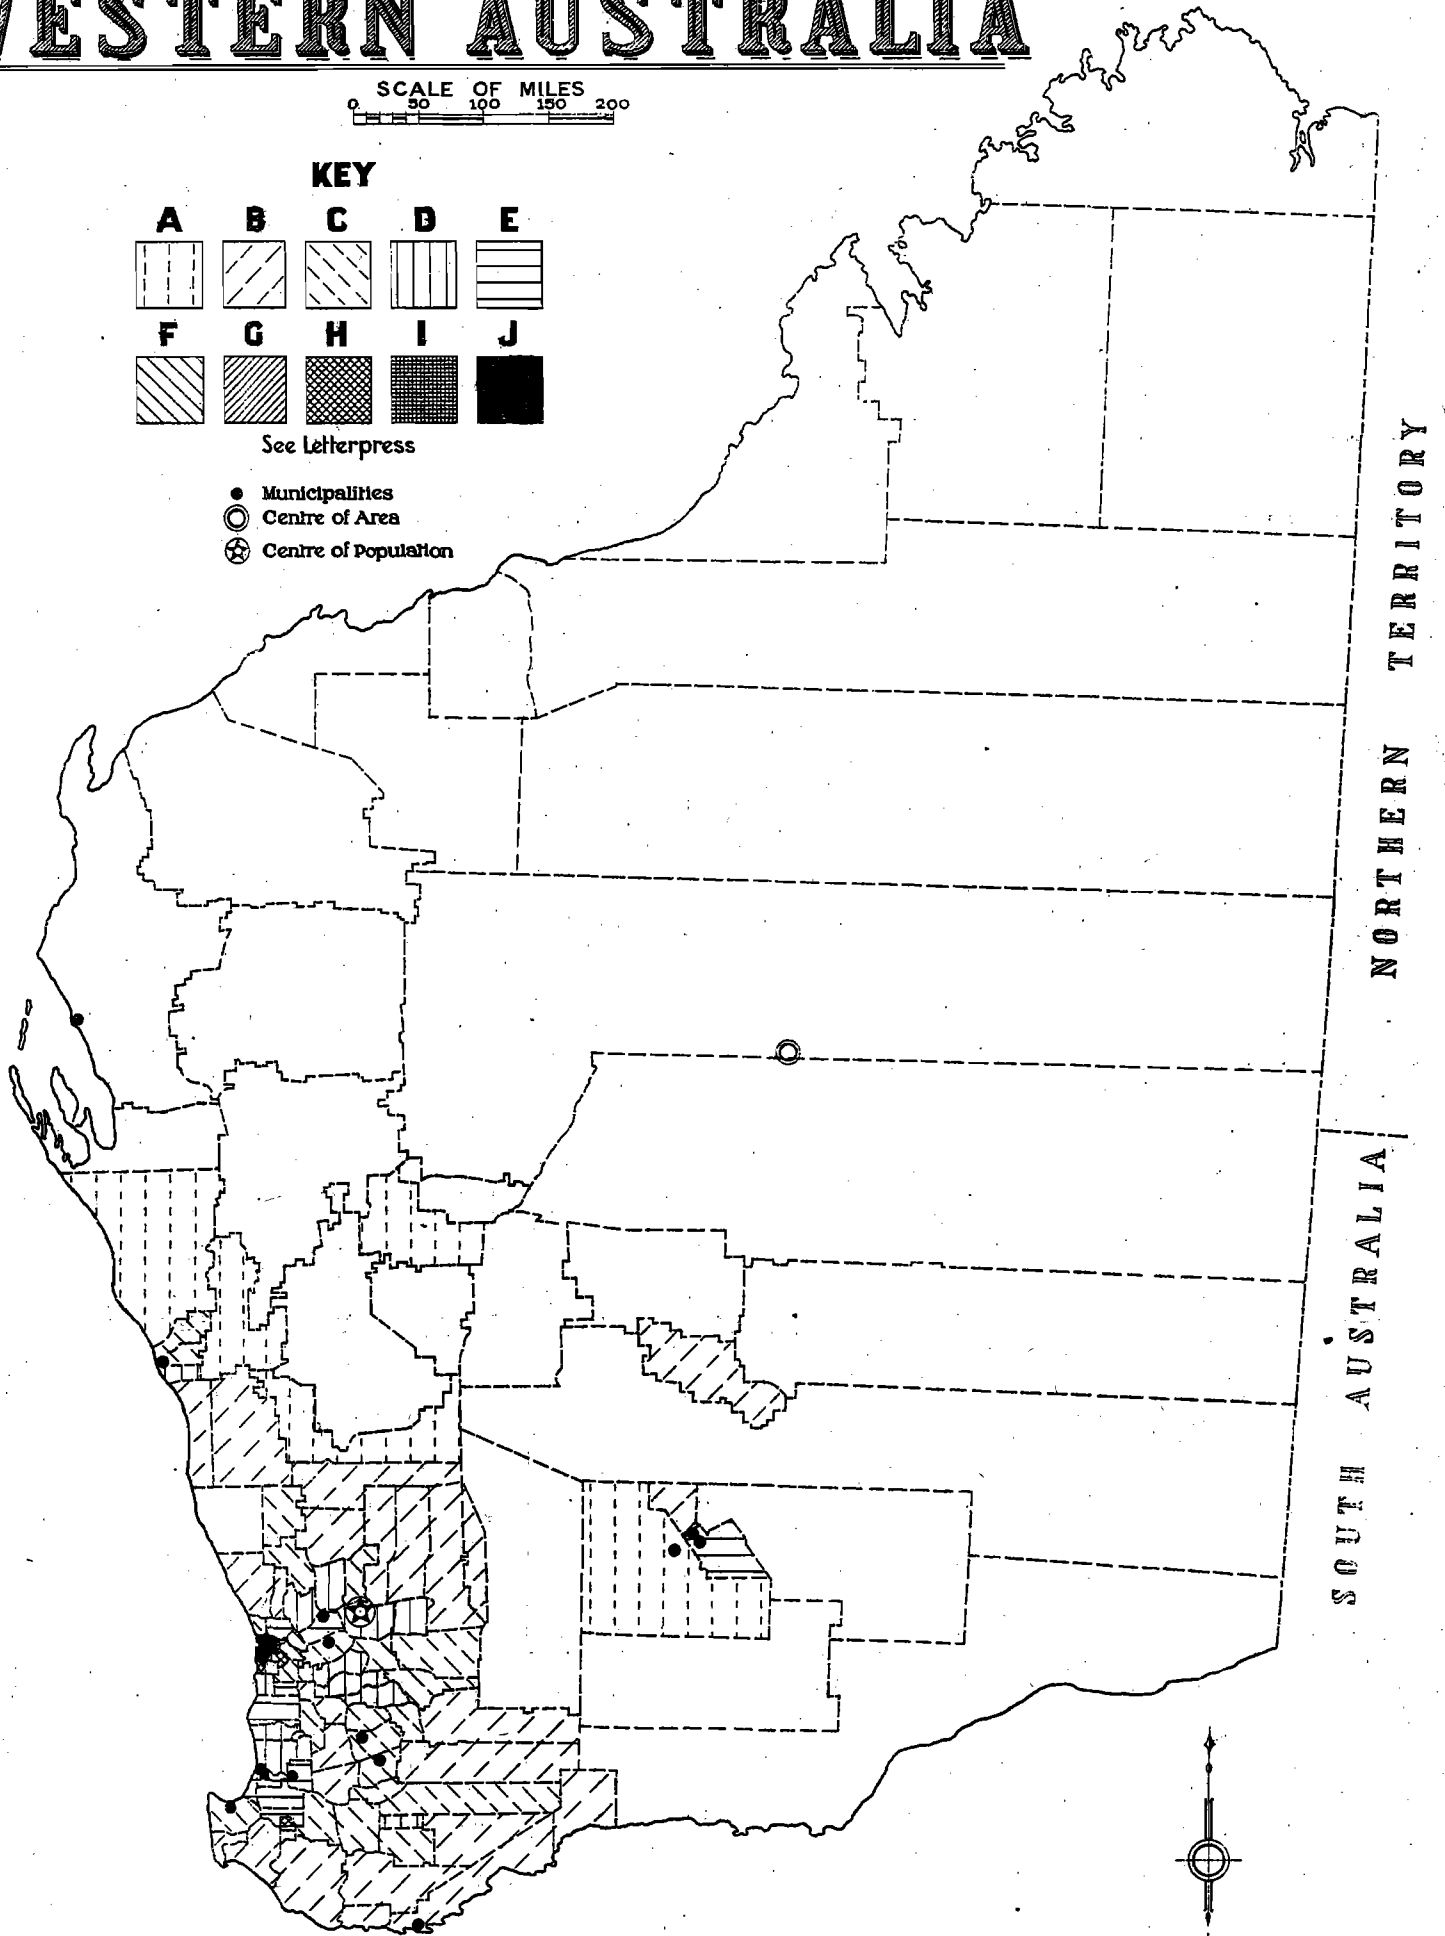 WESTERN AUSTRALIA
SCALE OF MILES
0 50 100 150 200
KEY
A B C D E
F G H I J
See Letterpress
Municipalities
Centre of Area
Centre of Population
NORTHERN TERRITORY
SOUTH AUSTRALIA